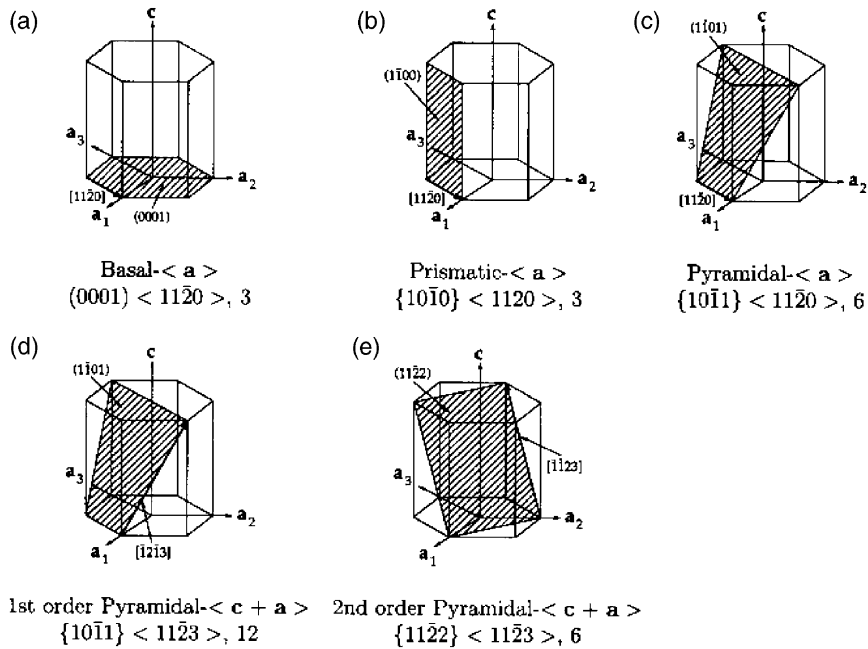 (a)
c
a₃
[112̄0]
a₁
(0001)
a₂
Basal-< a >
(0001) < 112̄0 >, 3
(b)
c
(11̄00)
a₃
[112̄0]
a₁
a₂
Prismatic-< a >
{101̄0} < 1120 >, 3
(c)
c
(11̄01)
a₃
[112̄0]
a₁
a₂
Pyramidal-< a >
{101̄1} < 112̄0 >, 6
(d)
c
(11̄01)
a₃
a₁
[1̄21̄3]
a₂
1st order Pyramidal-< c + a >
{101̄1} < 112̄3 >, 12
(e)
c
(112̄2)
[1̄1̄23]
a₃
a₁
a₂
2nd order Pyramidal-< c + a >
{112̄2} < 112̄3 >, 6